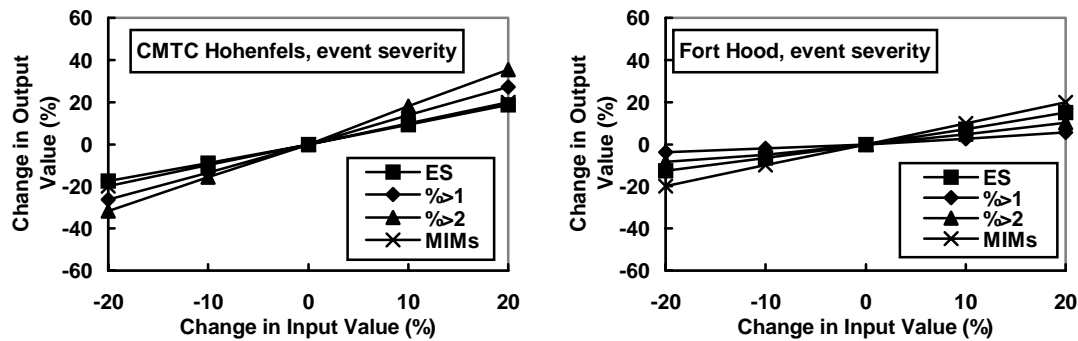 CMTC Hohenfels, event severity
60
40
20
0
-20
-40
-60
Change in Output
Value (%)
ES
%>1
%>2
MIMs
-20 -10 0 10 20
Change in Input Value (%)
Fort Hood, event severity
60
40
20
0
-20
-40
-60
Change in Output
Value (%)
ES
%>1
%>2
MIMs
-20 -10 0 10 20
Change in Input Value (%)